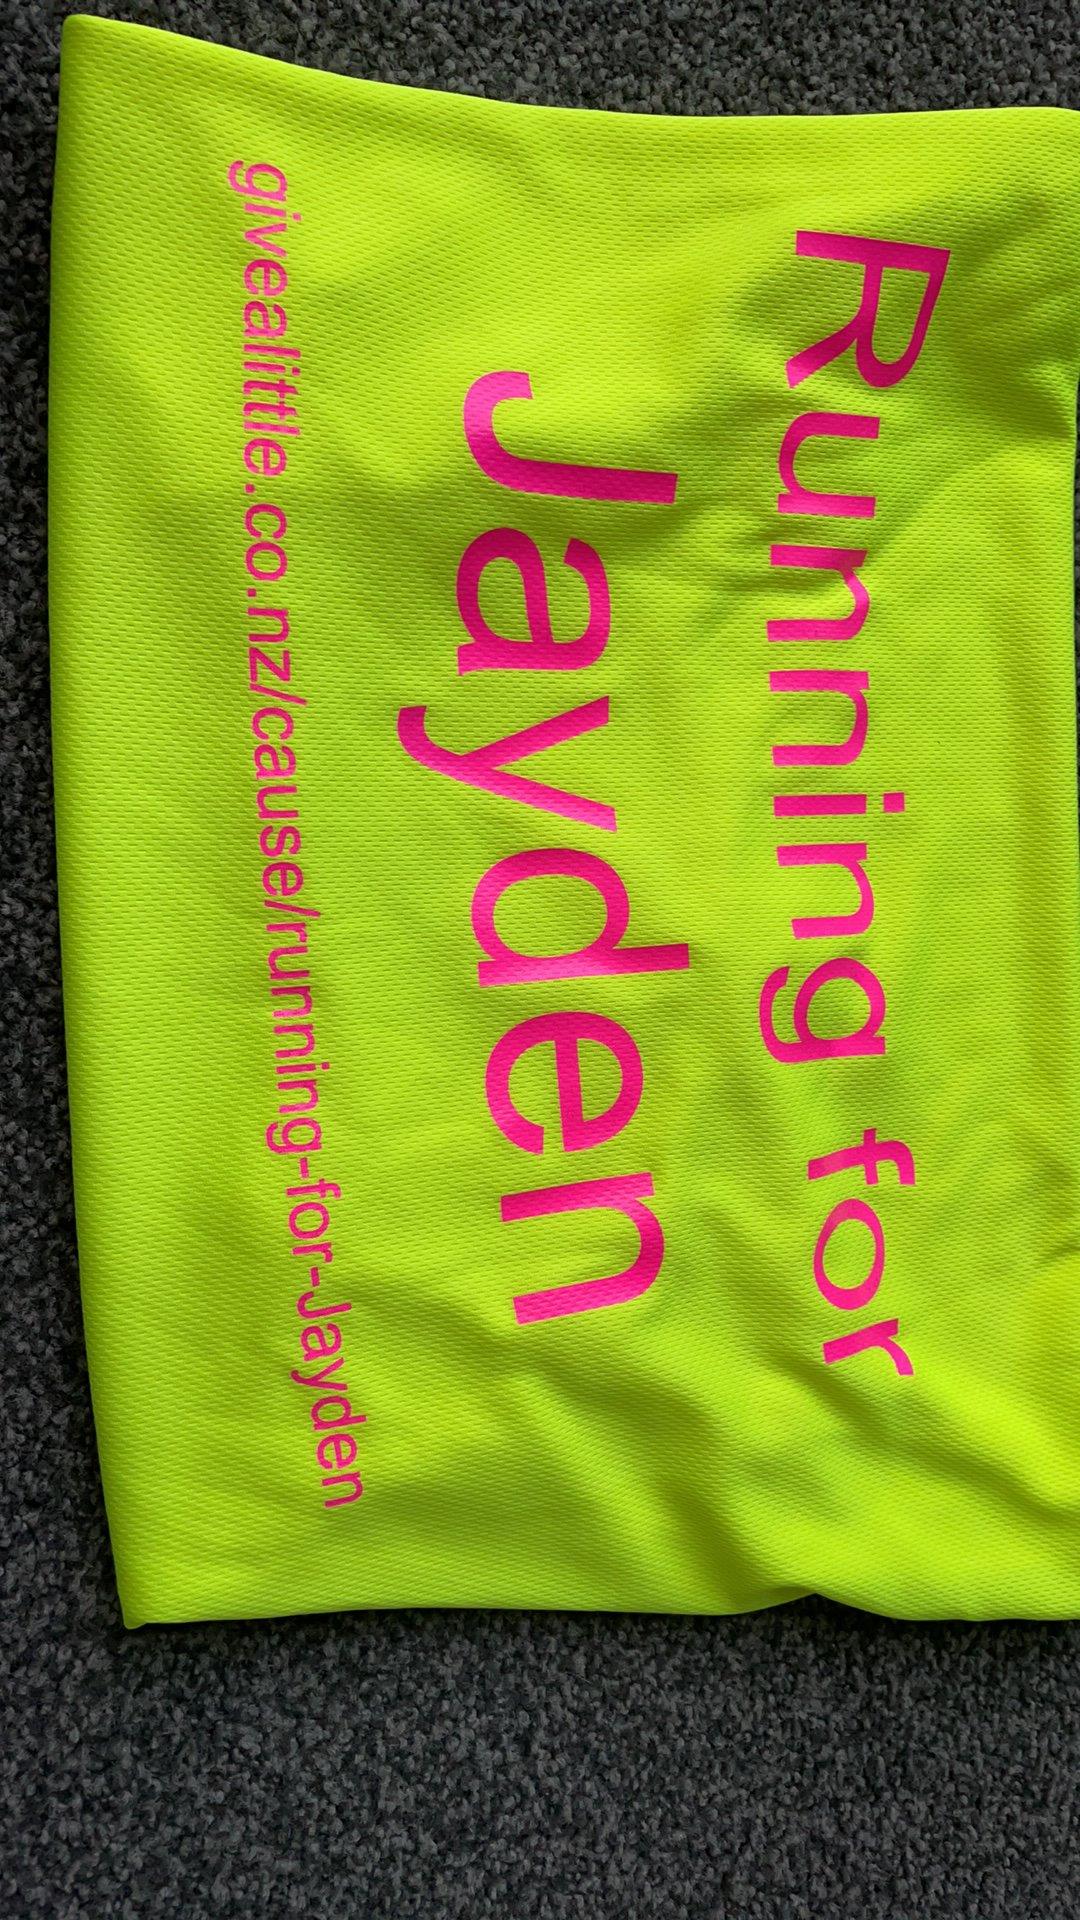 Running for
Jayden
givealittle.co.nz/cause/running-for-Jayden